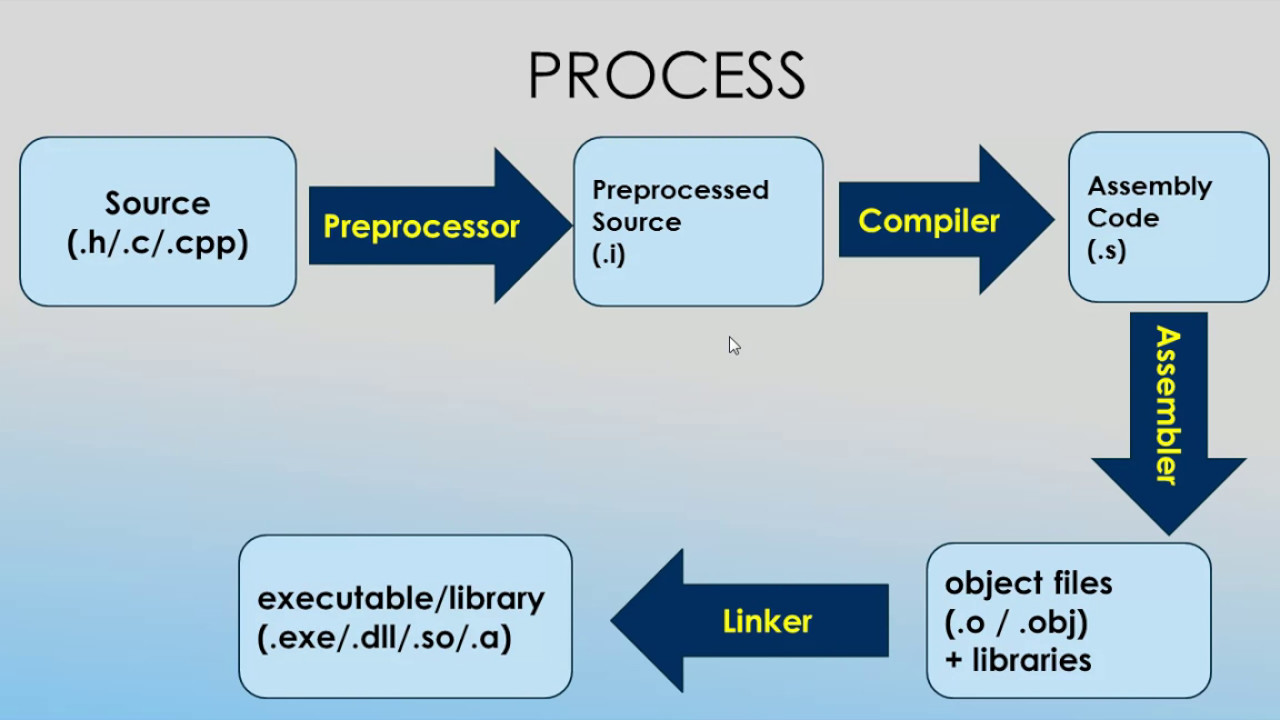 PROCESS
Source
(.h/.c/.cpp)
Preprocessor
Preprocessed
Source
(.i)
Compiler
Assembly
Code
(.s)
Assembler
object files
(.o / .obj)
+ libraries
Linker
executable/library
(.exe/.dll/.so/.a)